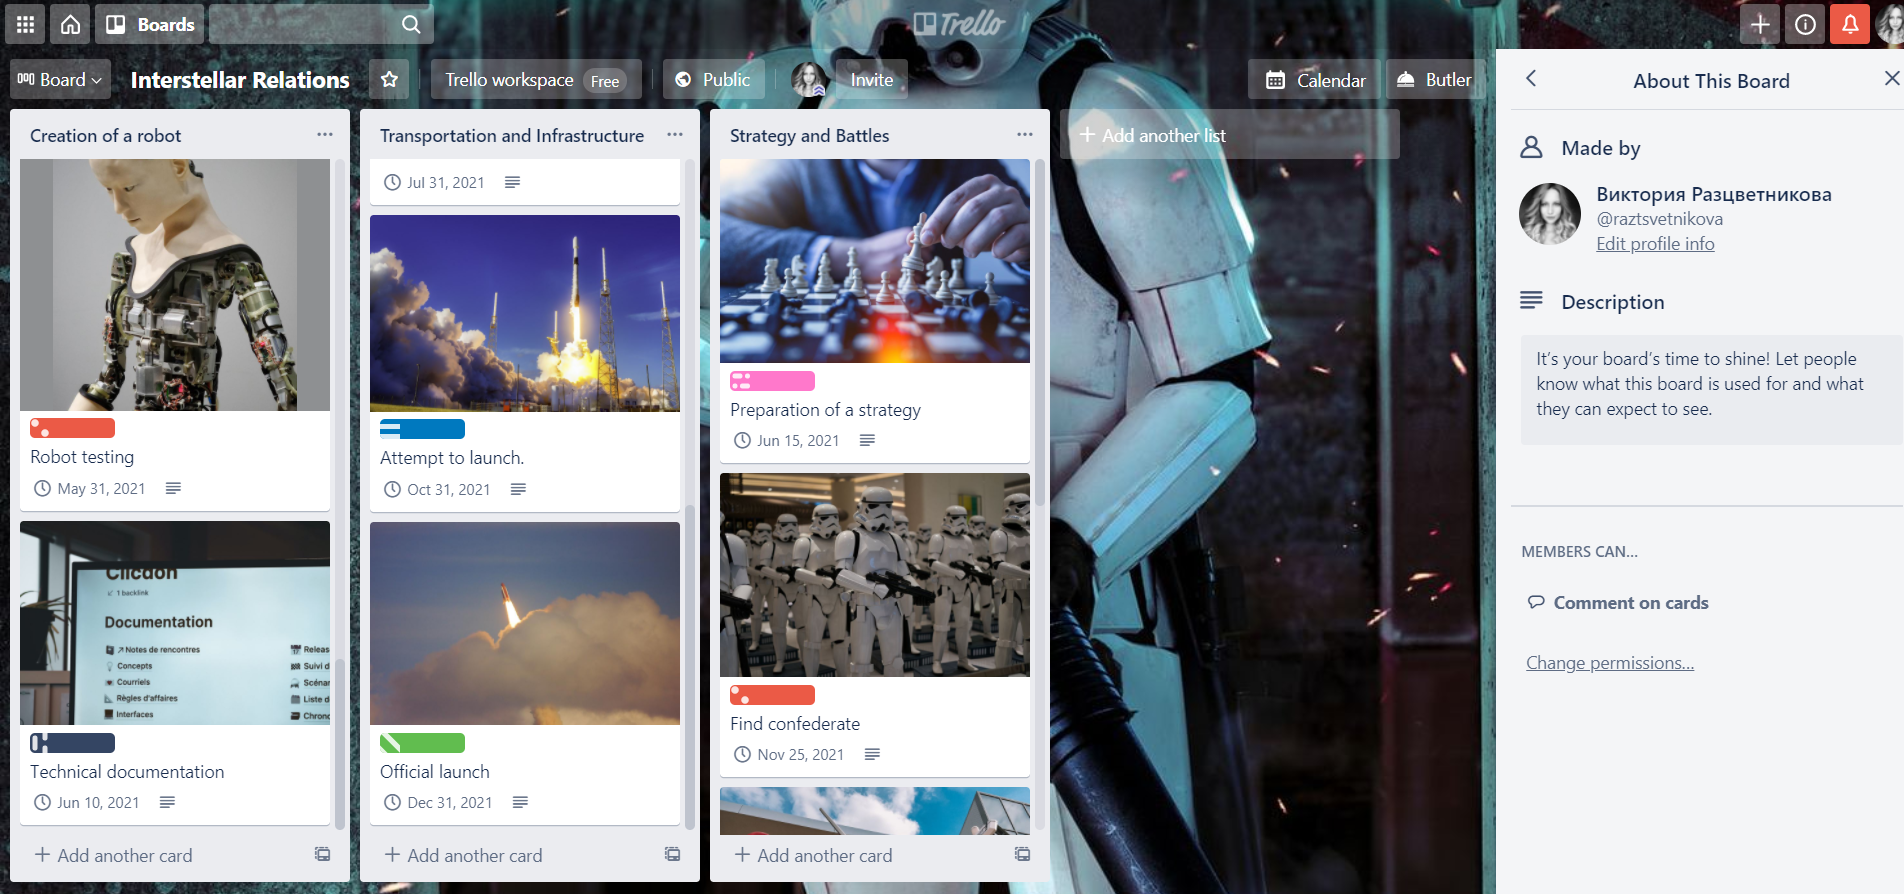 Boards
Trello
Board
Interstellar Relations
Trello workspace Free
Public
Invite
Calendar
Butler
Creation of a robot
Robot testing
May 31, 2021
1 backlink
Documentation
Notes de rencontres
Concepts
Courriels
Règles d'affaires
Interfaces
Releas
Suivi d
Scénar
Liste d
Chrono
Technical documentation
Jun 10, 2021
Add another card
Transportation and Infrastructure
Jul 31, 2021
Attempt to launch.
Oct 31, 2021
Official launch
Dec 31, 2021
Add another card
Strategy and Battles
Preparation of a strategy
Jun 15, 2021
Find confederate
Nov 25, 2021
Add another card
Add another list
About This Board
Made by
Виктория Разцветникова
@raztsvetnikova
Edit profile info
Description
It's your board's time to shine! Let people
know what this board is used for and what
they can expect to see.
MEMBERS CAN...
Comment on cards
Change permissions...